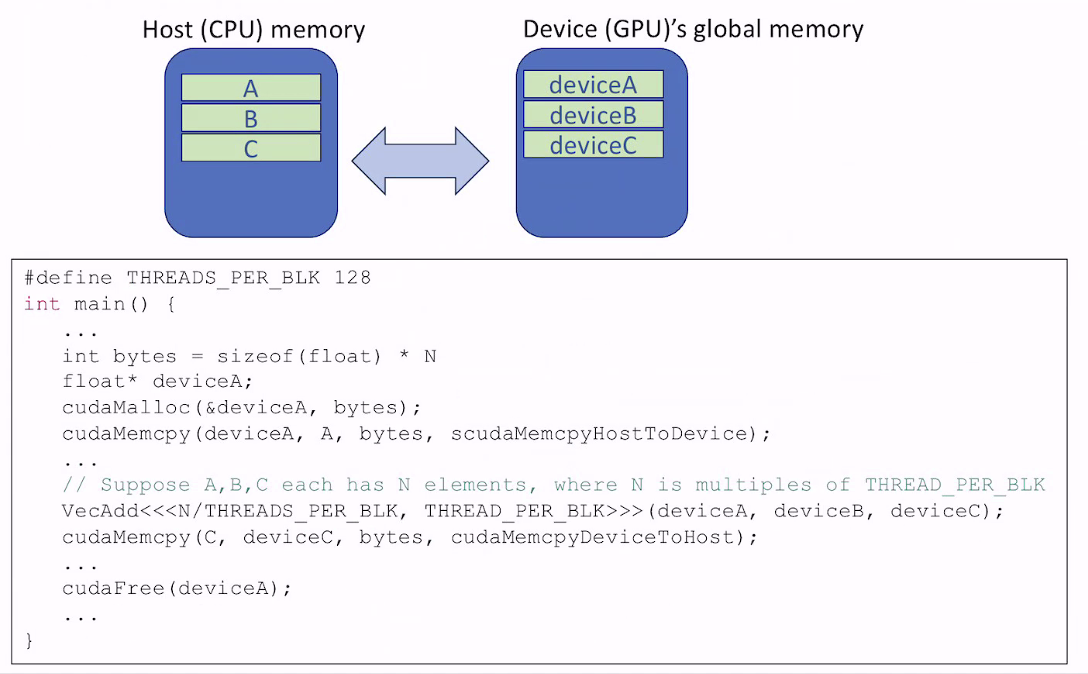 Host (CPU) memory
Device (GPU)'s global memory
A
B
C
deviceA
deviceB
deviceC
#define THREADS_PER_BLK 128
int main() {
...
int bytes = sizeof(float) * N
float* deviceA;
cudaMalloc(&deviceA, bytes);
cudaMemcpy(deviceA, A, bytes, scudaMemcpyHostToDevice);
...
// Suppose A,B,C each has N elements, where N is multiples of THREAD_PER_BLK
VecAdd<<<N/THREADS_PER_BLK, THREAD_PER_BLK>>>(deviceA, deviceB, deviceC);
cudaMemcpy(C, deviceC, bytes, cudaMemcpyDeviceToHost);
...
cudaFree(deviceA);
...
}